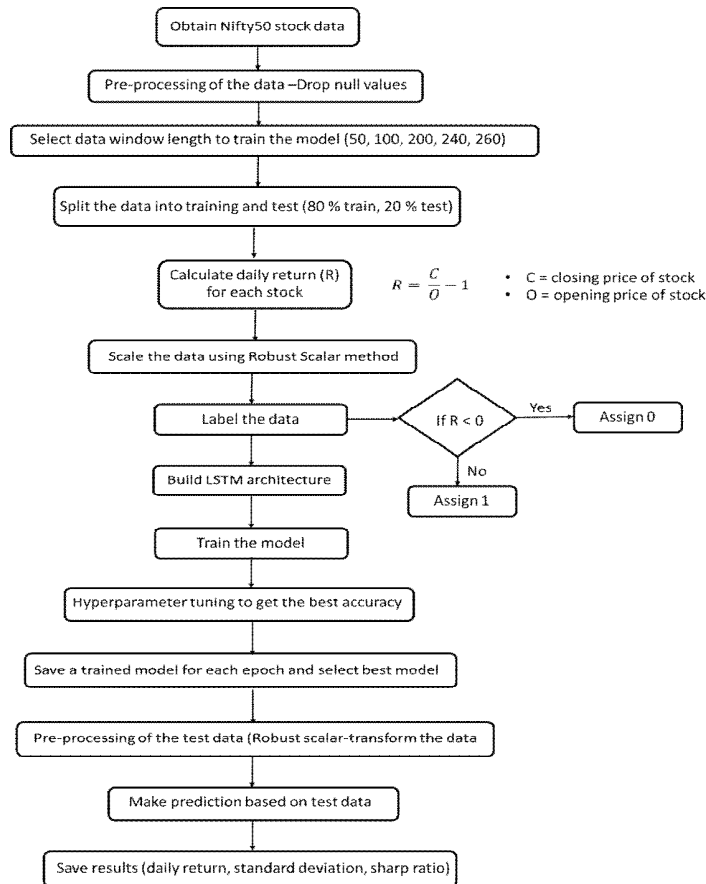 Obtain Nifty50 stock data
Pre-processing of the data –Drop null values
Select data window length to train the model (50, 100, 200, 240, 260)
Split the data into training and test (80 % train, 20 % test)
Calculate daily return (R)
for each stock
R = C/O − 1
• C = closing price of stock
• O = opening price of stock
Scale the data using Robust Scalar method
Label the data
If R < 0
Yes
Assign 0
No
Assign 1
Build LSTM architecture
Train the model
Hyperparameter tuning to get the best accuracy
Save a trained model for each epoch and select best model
Pre-processing of the test data (Robust scalar-transform the data
Make prediction based on test data
Save results (daily return, standard deviation, sharp ratio)